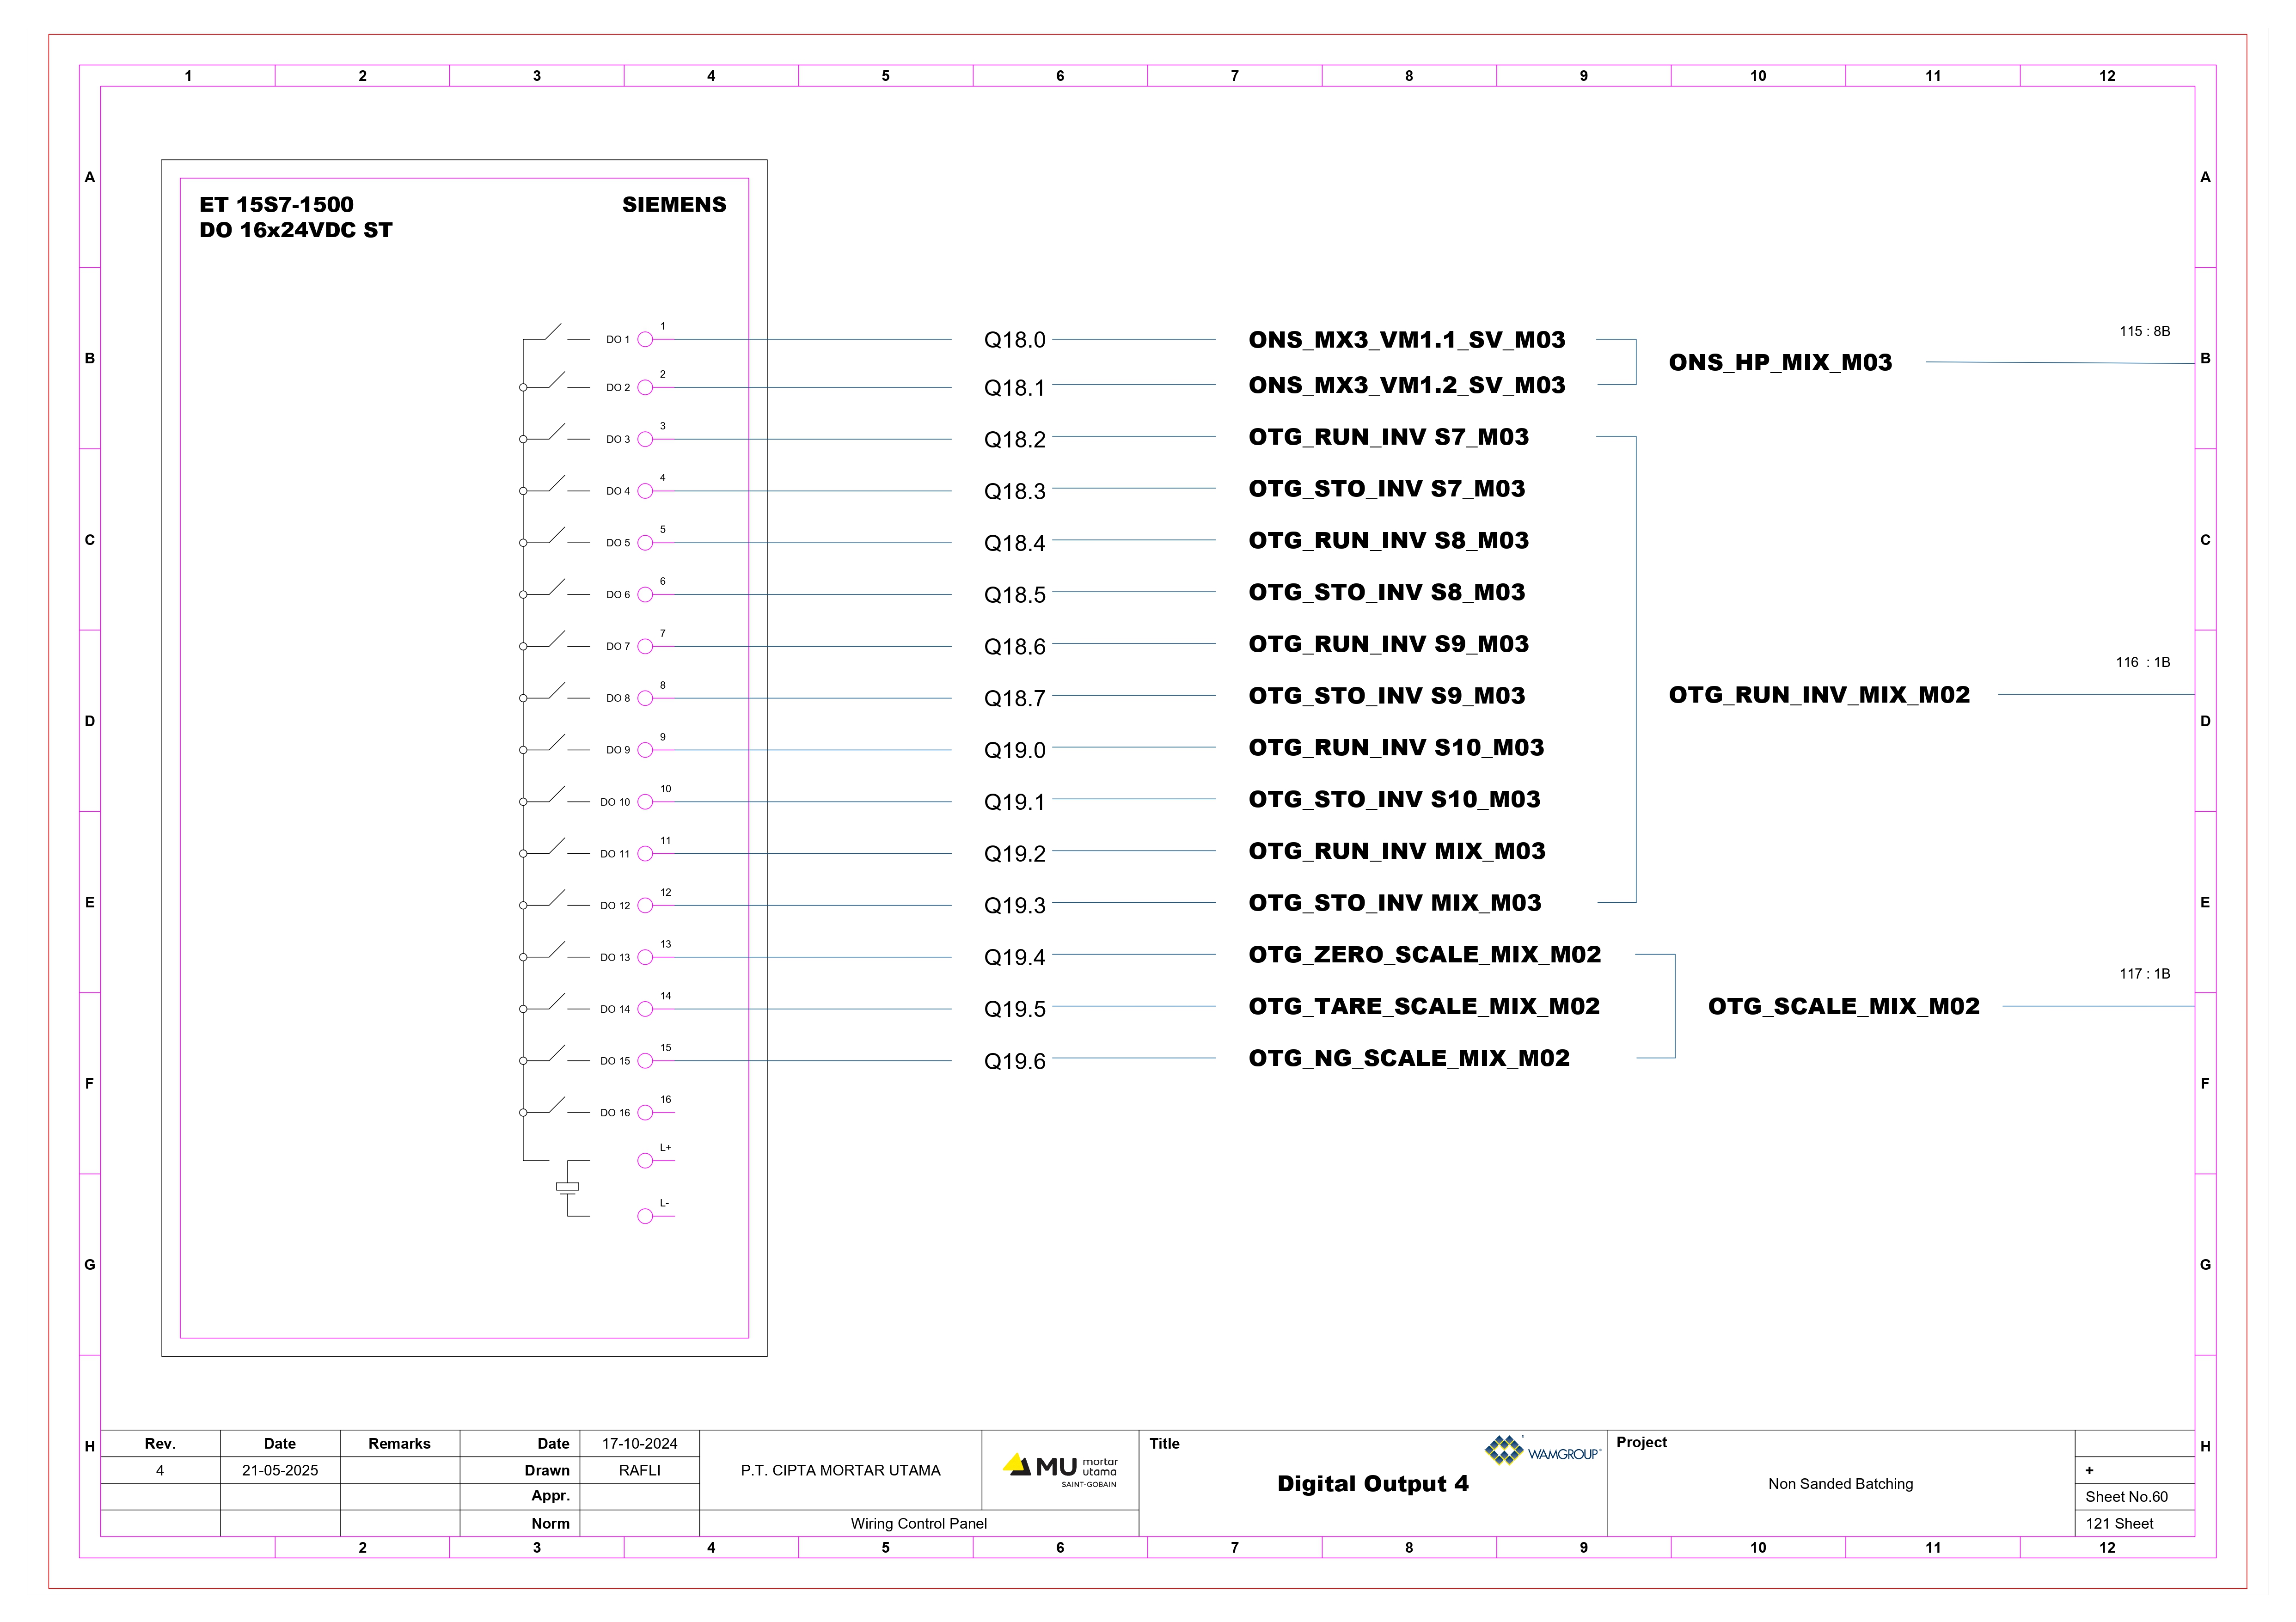 1 2 3 4 5 6 7 8 9 10 11 12
A A
ET 15S7-1500 SIEMENS
DO 16x24VDC ST
B B
DO 1 1 Q18.0 ONS_MX3_VM1.1_SV_M03
ONS_HP_MIX_M03 115 : 8B
DO 2 2 Q18.1 ONS_MX3_VM1.2_SV_M03
DO 3 3 Q18.2 OTG_RUN_INV S7_M03
DO 4 4 Q18.3 OTG_STO_INV S7_M03
C C
DO 5 5 Q18.4 OTG_RUN_INV S8_M03
DO 6 6 Q18.5 OTG_STO_INV S8_M03
DO 7 7 Q18.6 OTG_RUN_INV S9_M03
DO 8 8 Q18.7 OTG_STO_INV S9_M03 OTG_RUN_INV_MIX_M02 116 : 1B
D D
DO 9 9 Q19.0 OTG_RUN_INV S10_M03
DO 10 10 Q19.1 OTG_STO_INV S10_M03
DO 11 11 Q19.2 OTG_RUN_INV MIX_M03
E E
DO 12 12 Q19.3 OTG_STO_INV MIX_M03
DO 13 13 Q19.4 OTG_ZERO_SCALE_MIX_M02
DO 14 14 Q19.5 OTG_TARE_SCALE_MIX_M02 OTG_SCALE_MIX_M02 117 : 1B
DO 15 15 Q19.6 OTG_NG_SCALE_MIX_M02
F F
DO 16 16
L+
L-
G G
H H
Rev. Date Remarks Date 17-10-2024
4 21-05-2025 Drawn RAFLI
Appr.
Norm
P.T. CIPTA MORTAR UTAMA
MU mortar
utama
SAINT-GOBAIN
Wiring Control Panel
Title
WAMGROUP®
Digital Output 4
Project
Non Sanded Batching
+
Sheet No.60
121 Sheet
2 3 4 5 6 7 8 9 10 11 12